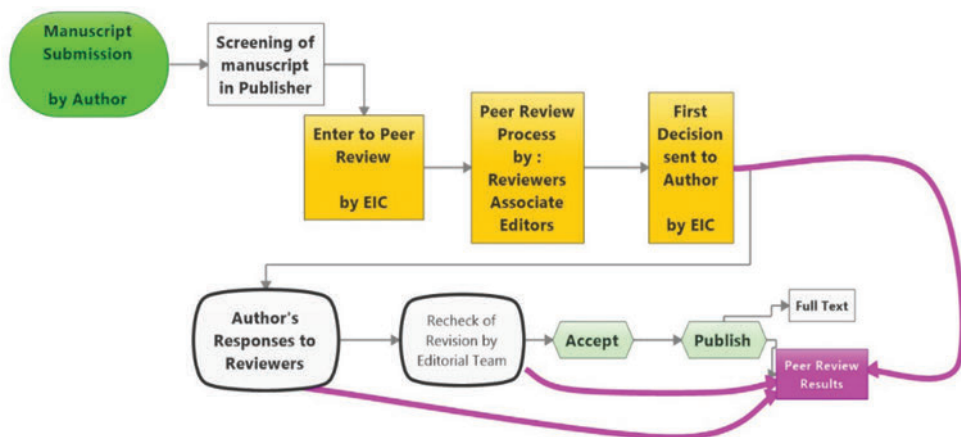 Manuscript
Submission
by Author
Screening of
manuscript
in Publisher
Enter to Peer
Review
by EIC
Peer Review
Process
by :
Reviewers
Associate
Editors
First
Decision
sent to
Author
by EIC
Author's
Responses to
Reviewers
Recheck of
Revision by
Editorial Team
Accept
Publish
Full Text
Peer Review
Results